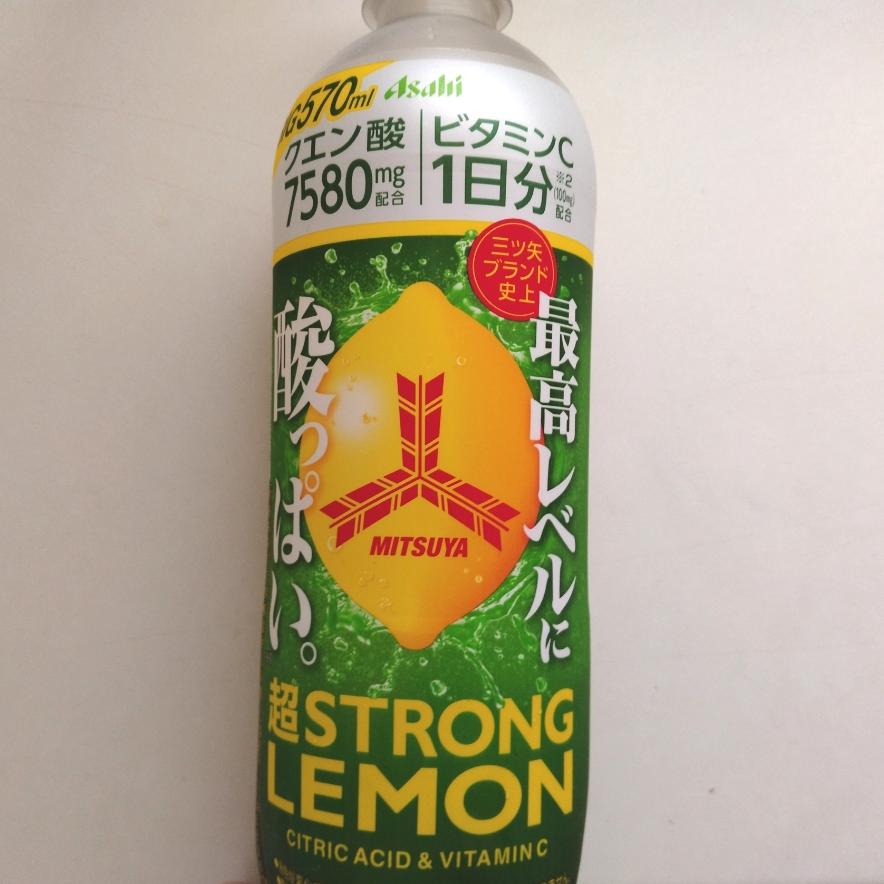 570ml
Asahi
クエン酸
7580mg
配合
ビタミンC
1日分
※2
(100mg)
配合
三ツ矢
ブランド
史上
最高レベルに
酸っぱい。
MITSUYA
超STRONG
LEMON
CITRIC ACID & VITAMIN C